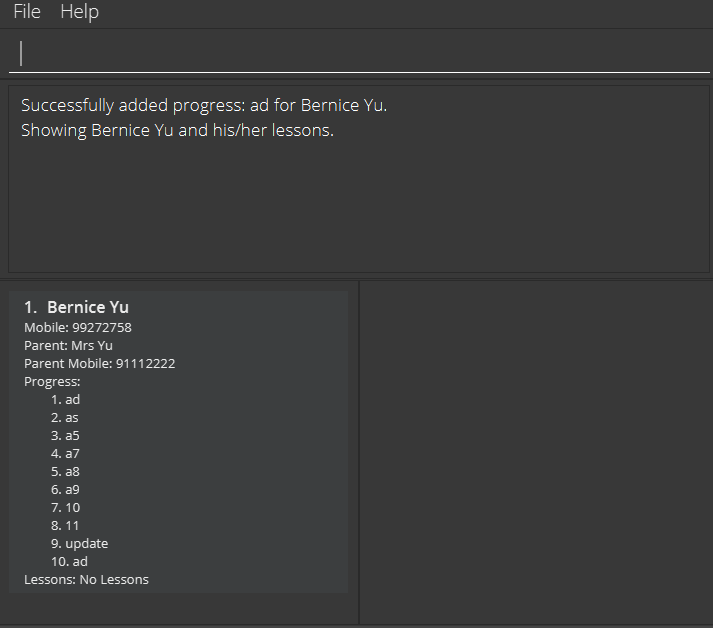 File Help
Successfully added progress: ad for Bernice Yu.
Showing Bernice Yu and his/her lessons.
1. Bernice Yu
Mobile: 99272758
Parent: Mrs Yu
Parent Mobile: 91112222
Progress:
1. ad
2. as
3. a5
4. a7
5. a8
6. a9
7. 10
8. 11
9. update
10. ad
Lessons: No Lessons